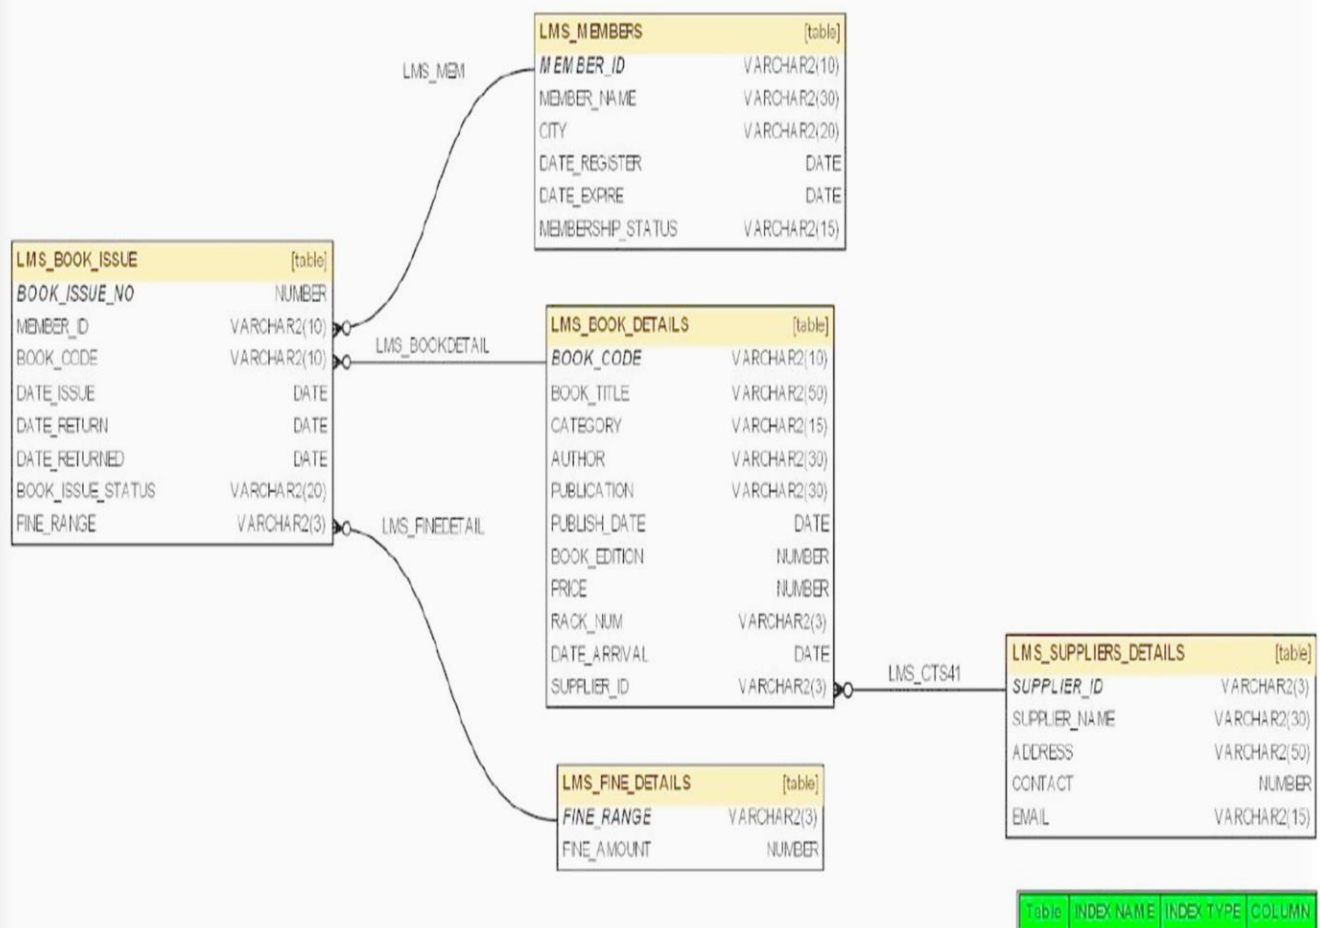 LMS_MEMBERS [table]
MEMBER_ID VARCHAR2(10)
MEMBER_NAME VARCHAR2(30)
CITY VARCHAR2(20)
DATE_REGISTER DATE
DATE_EXPIRE DATE
MEMBERSHIP_STATUS VARCHAR2(15)
LMS_MEM
LMS_BOOK_ISSUE [table]
BOOK_ISSUE_NO NUMBER
MEMBER_ID VARCHAR2(10)
BOOK_CODE VARCHAR2(10)
DATE_ISSUE DATE
DATE_RETURN DATE
DATE_RETURNED DATE
BOOK_ISSUE_STATUS VARCHAR2(20)
FINE_RANGE VARCHAR2(3)
LMS_BOOKDETAIL
LMS_FINEDETAIL
LMS_BOOK_DETAILS [table]
BOOK_CODE VARCHAR2(10)
BOOK_TITLE VARCHAR2(50)
CATEGORY VARCHAR2(15)
AUTHOR VARCHAR2(30)
PUBLICATION VARCHAR2(30)
PUBLISH_DATE DATE
BOOK_EDITION NUMBER
PRICE NUMBER
RACK_NUM VARCHAR2(3)
DATE_ARRIVAL DATE
SUPPLIER_ID VARCHAR2(3)
LMS_CTS41
LMS_SUPPLIERS_DETAILS [table]
SUPPLIER_ID VARCHAR2(3)
SUPPLIER_NAME VARCHAR2(30)
ADDRESS VARCHAR2(50)
CONTACT NUMBER
EMAIL VARCHAR2(15)
LMS_FINE_DETAILS [table]
FINE_RANGE VARCHAR2(3)
FINE_AMOUNT NUMBER
Table INDEX NAME INDEX TYPE COLUMN